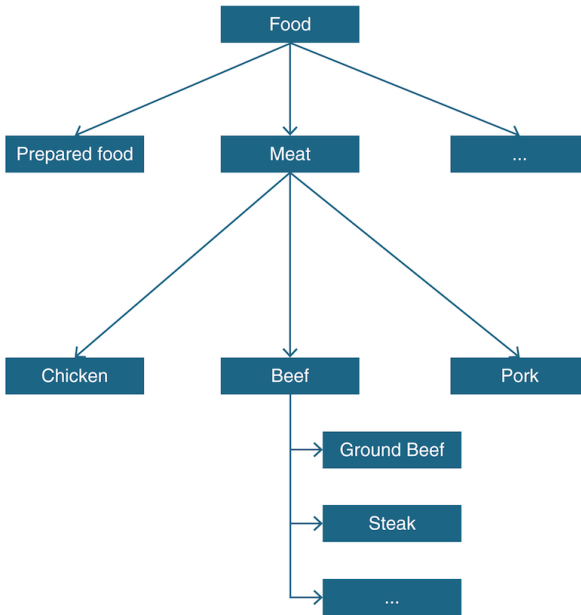 Food
Prepared food
Meat
...
Chicken
Beef
Pork
Ground Beef
Steak
...